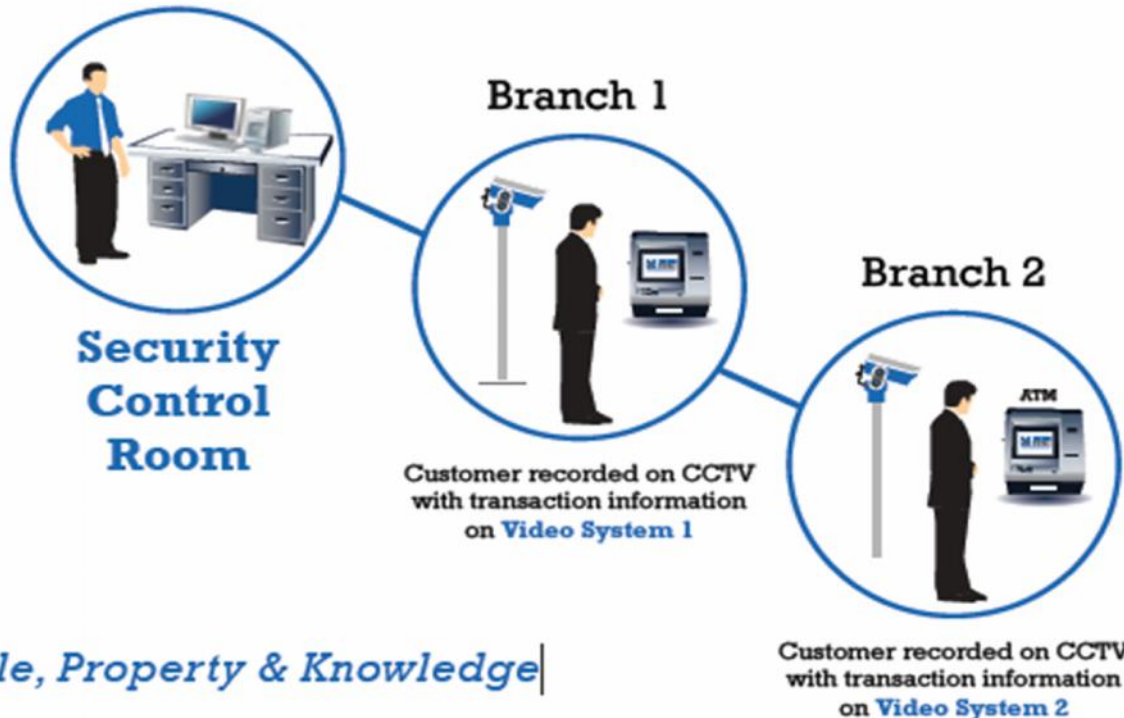 Branch 1
Branch 2
Security
Control
Room
ATM
Customer recorded on CCTV
with transaction information
on Video System 1
Customer recorded on CCTV
with transaction information
on Video System 2
Property & Knowledge